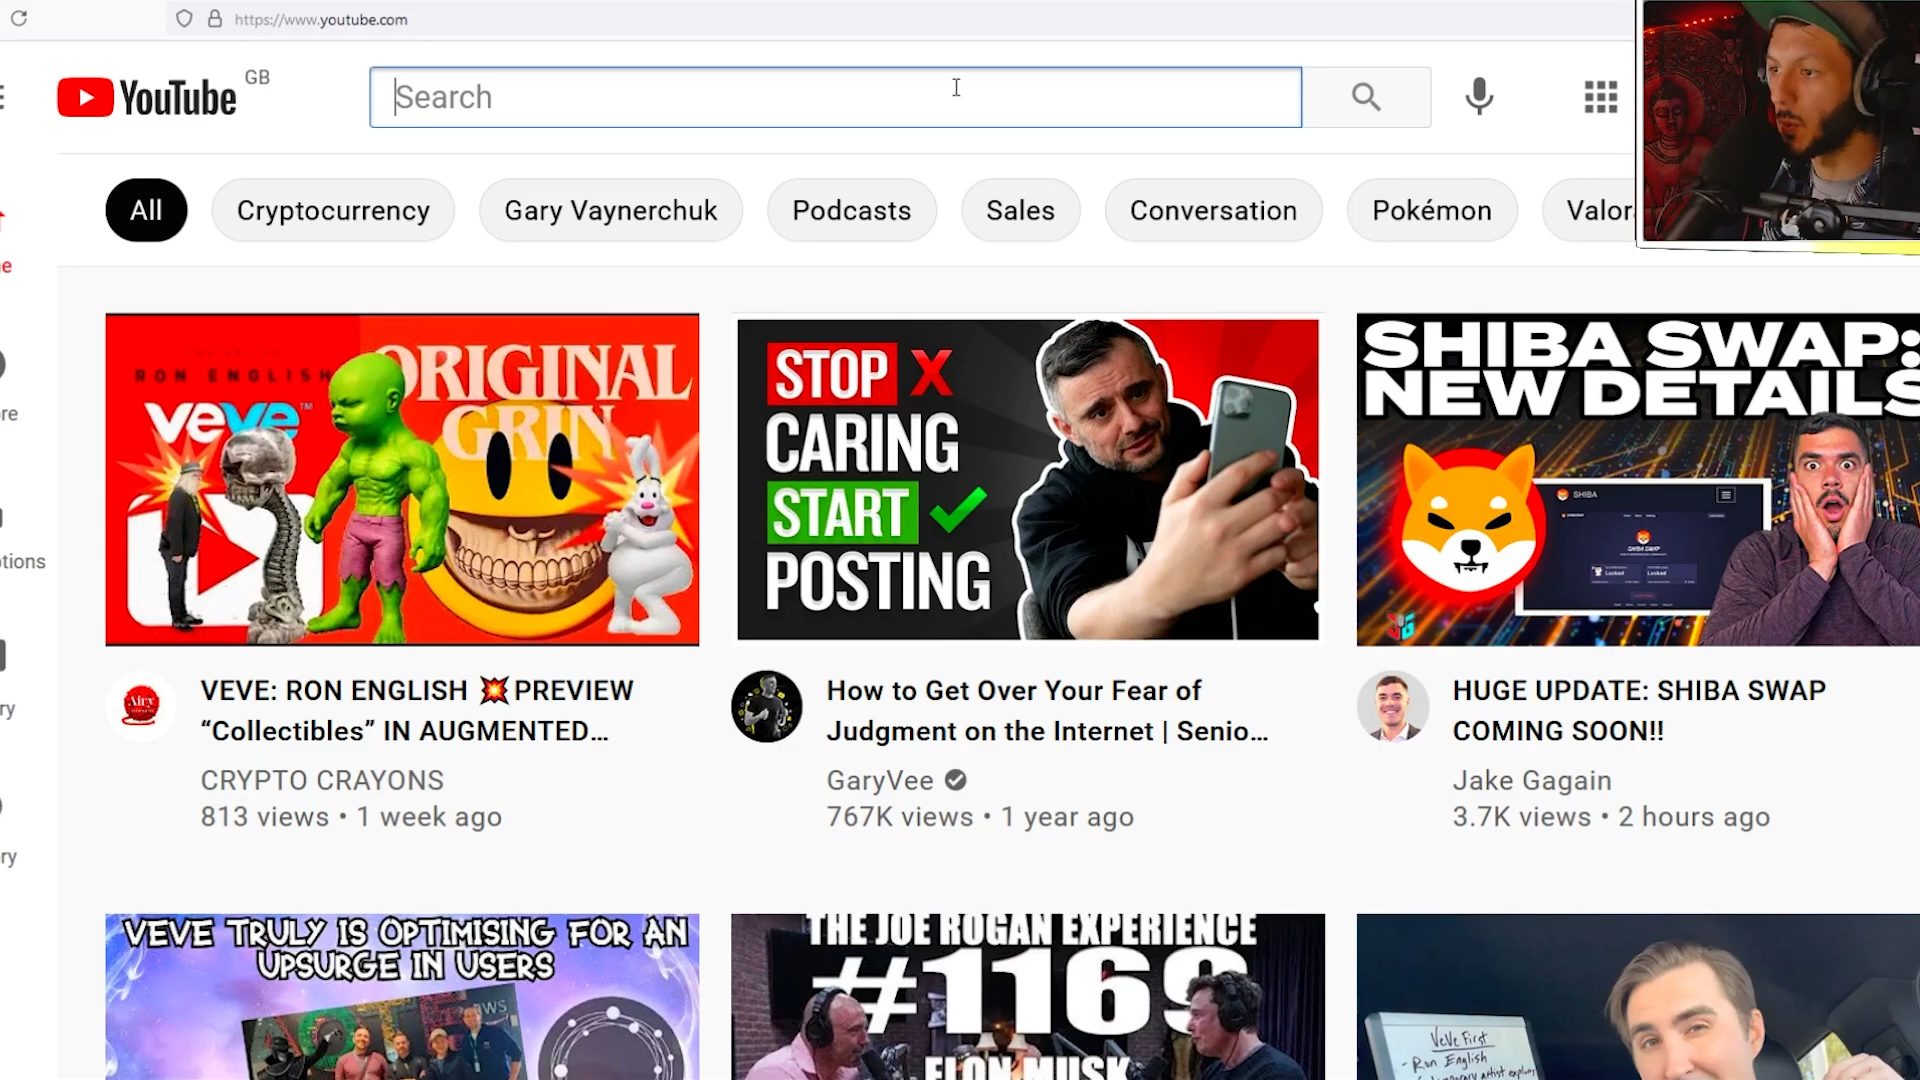 https://www.youtube.com
YouTube GB
Search
All
Cryptocurrency
Gary Vaynerchuk
Podcasts
Sales
Conversation
Pokémon
Valor
RON ENGLISH
veve™
ORIGINAL
GRIN
STOP X
CARING
START
POSTING
SHIBA SWAP:
NEW DETAILS
SHIBA
SHIBA SWAP
Locked
Locked
VEVE: RON ENGLISH 💥PREVIEW
“Collectibles” IN AUGMENTED...
CRYPTO CRAYONS
813 views • 1 week ago
How to Get Over Your Fear of
Judgment on the Internet | Senio...
GaryVee
767K views • 1 year ago
HUGE UPDATE: SHIBA SWAP
COMING SOON!!
Jake Gagain
3.7K views • 2 hours ago
VEVE TRULY IS OPTIMISING FOR AN
UPSURGE IN USERS
THE JOE ROGAN EXPERIENCE
#1169
ELON MUSK
VeVe First
- Ron English